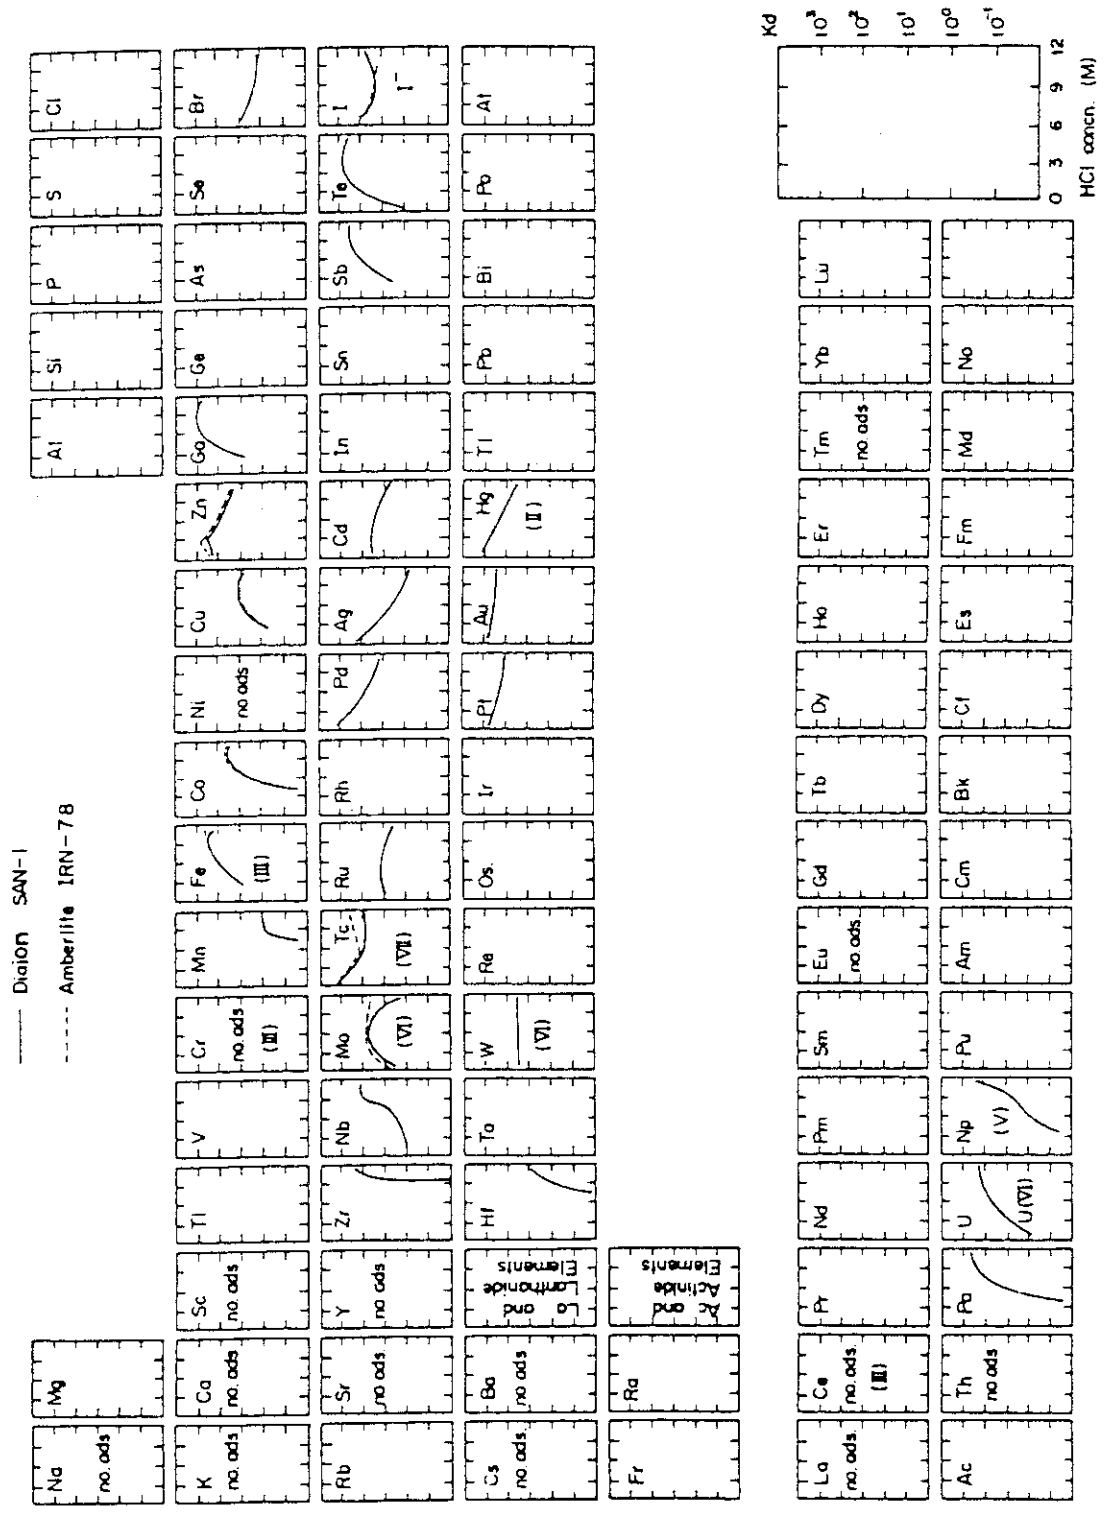 —— Diaion SAN-1
---- Amberlite IRN-78
Na no. ads
Mg
Al
Si
P
S
Cl
K no. ads
Ca no. ads
Sc no. ads
Ti
V
Cr no. ads (III)
Mn
Fe (III)
Co
Ni no. ads
Cu
Zn
Ga
Ge
As
Se
Br
Rb
Sr no. ads
Y no. ads
Zr
Nb
Mo (VI)
Tc (VII)
Ru
Rh
Pd
Ag
Cd
In
Sn
Sb
Te
I I⁻
Cs no. ads
Ba no. ads
La and Lanthanide Elements
Hf
Ta
W (VI)
Re
Os
Ir
Pt
Au
Hg (II)
Tl
Pb
Bi
Po
At
Fr
Ra
Ac and Actinide Elements
La no. ads
Ce no. ads. (III)
Pr
Nd
Pm
Sm
Eu no. ads.
Gd
Tb
Dy
Ho
Er
Tm no. ads
Yb
Lu
Ac
Th no ads
Pa
U U(VI)
Np (V)
Pu
Am
Cm
Bk
Cf
Es
Fm
Md
No
Kd
10³
10²
10¹
10⁰
10⁻¹
0 3 6 9 12
HCl concn. (M)